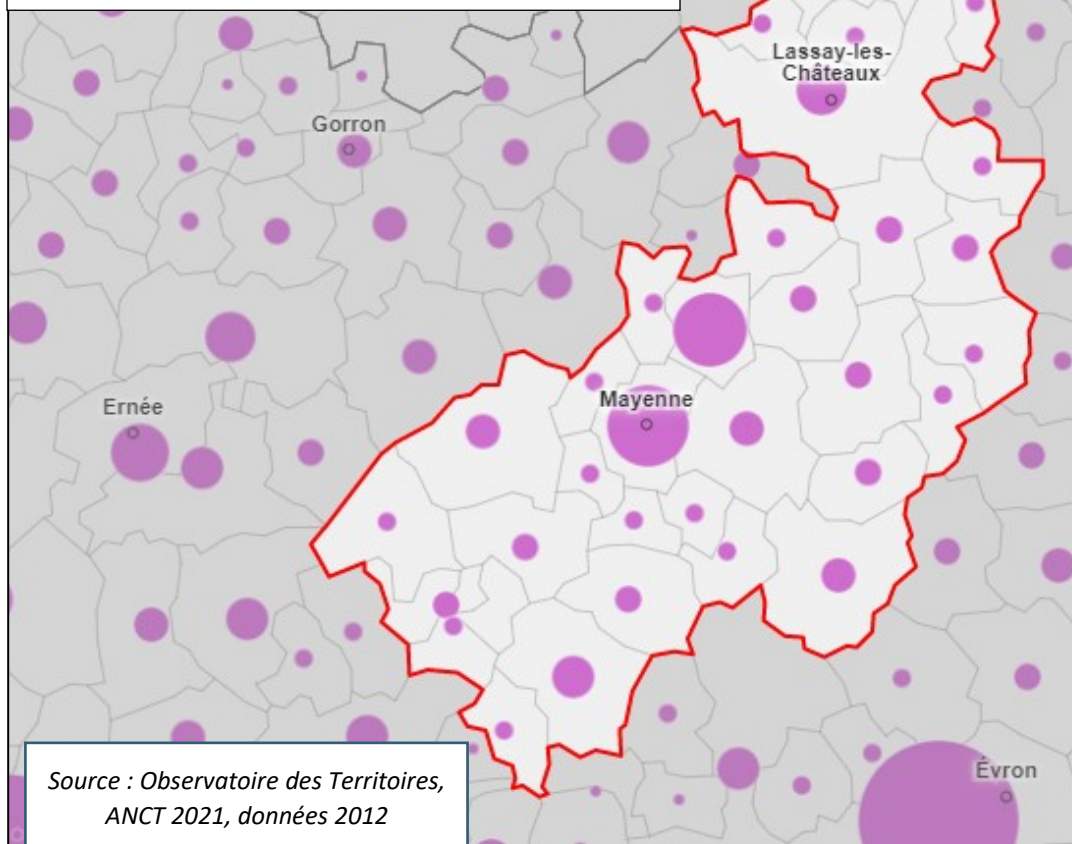 Lassay-les-
Châteaux
Gorron
Mayenne
Ernée
Évron
Source : Observatoire des Territoires,
ANCT 2021, données 2012